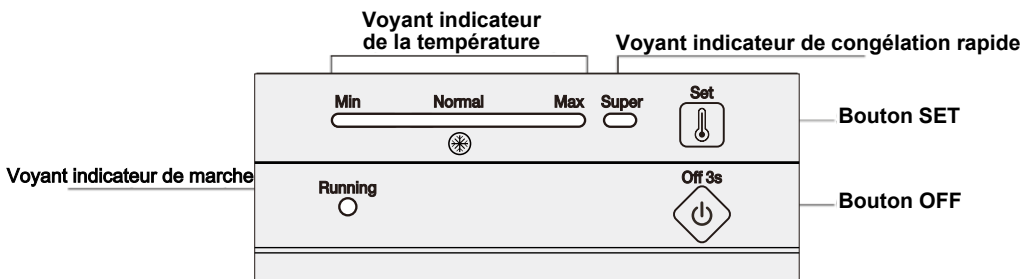 Voyant indicateur
de la température
Voyant indicateur de congélation rapide
Min Normal Max Super Set
Bouton SET
Voyant indicateur de marche
Running Off 3s
Bouton OFF